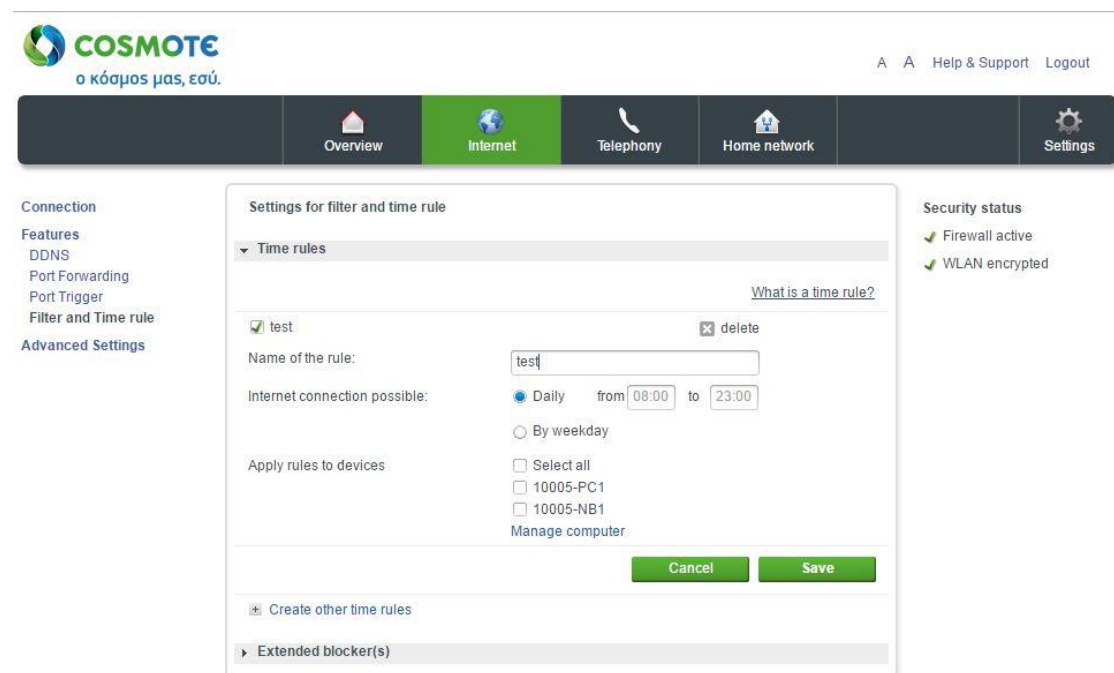 COSMOTE
ο κόσμος μας, εσύ.
A A Help & Support Logout
Overview Internet Telephony Home network Settings
Connection
Features
DDNS
Port Forwarding
Port Trigger
Filter and Time rule
Advanced Settings
Settings for filter and time rule
Time rules
What is a time rule?
test delete
Name of the rule: test
Internet connection possible: Daily from 08:00 to 23:00
By weekday
Apply rules to devices Select all
10005-PC1
10005-NB1
Manage computer
Cancel Save
Create other time rules
Extended blocker(s)
Security status
Firewall active
WLAN encrypted